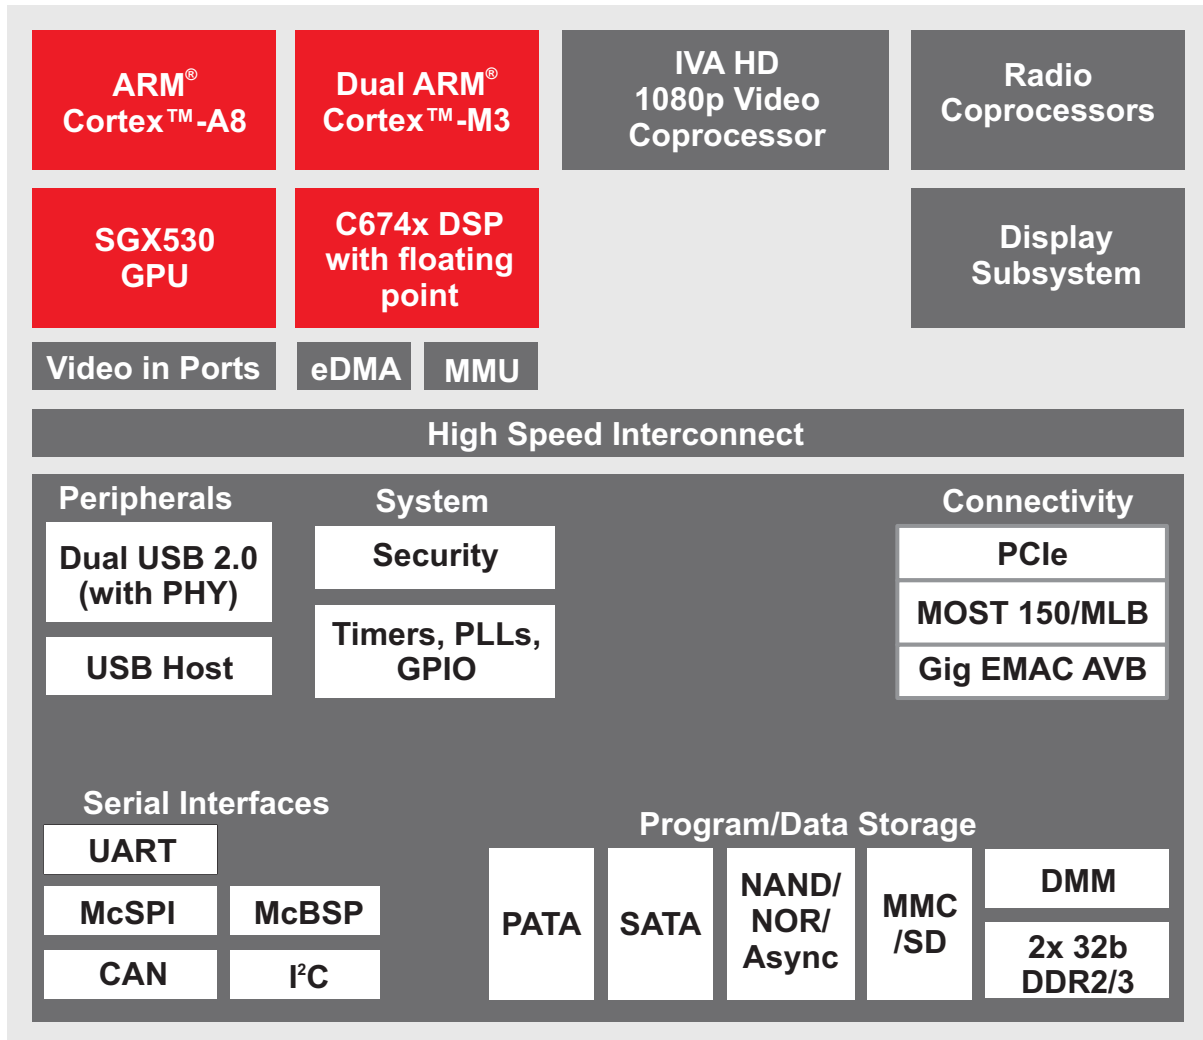 ARM®
Cortex™-A8
Dual ARM®
Cortex™-M3
IVA HD
1080p Video
Coprocessor
Radio
Coprocessors
SGX530
GPU
C674x DSP
with floating
point
Display
Subsystem
Video in Ports
eDMA
MMU
High Speed Interconnect
Peripherals
Dual USB 2.0
(with PHY)
USB Host
System
Security
Timers, PLLs,
GPIO
Connectivity
PCIe
MOST 150/MLB
Gig EMAC AVB
Serial Interfaces
UART
McSPI
McBSP
CAN
I²C
Program/Data Storage
PATA
SATA
NAND/
NOR/
Async
MMC
/SD
DMM
2x 32b
DDR2/3